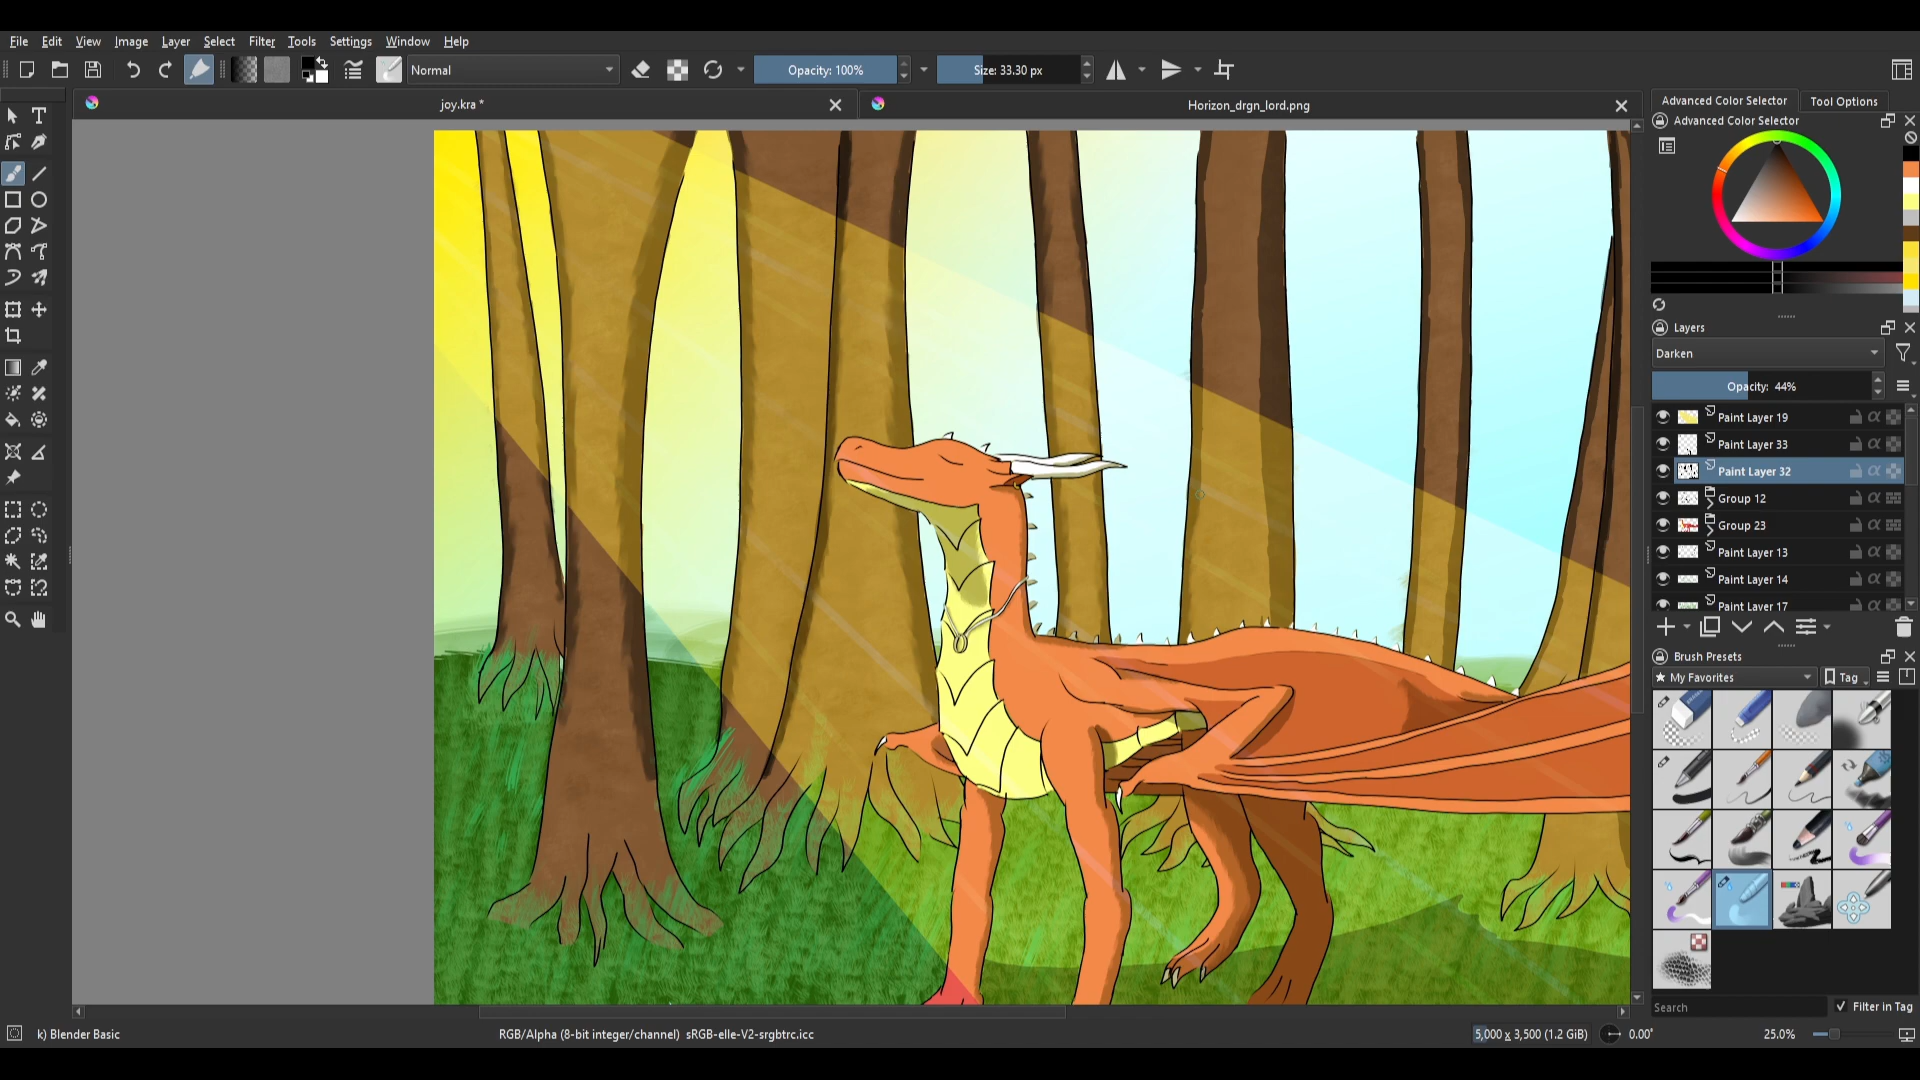 File Edit View Image Layer Select Filter Tools Settings Window Help
Normal Opacity: 100% Size: 33.30 px
joy.kra * Horizon_drgn_lord.png
Advanced Color Selector Tool Options
Advanced Color Selector
Layers
Darken
Opacity: 44%
Paint Layer 19
Paint Layer 33
Paint Layer 32
Group 12
Group 23
Paint Layer 13
Paint Layer 14
Paint Layer 17
Brush Presets
★ My Favorites Tag
Search Filter in Tag
k) Blender Basic RGB/Alpha (8-bit integer/channel) sRGB-elle-V2-srgbtrc.icc 5,000 x 3,500 (1.2 GiB) 0.00° 25.0%